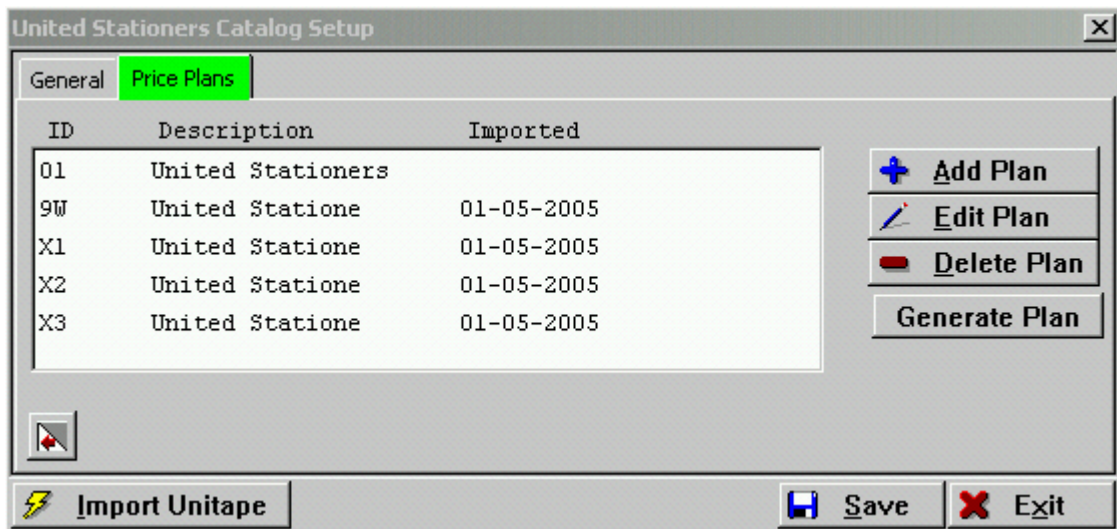 United Stationers Catalog Setup
General Price Plans
ID Description Imported
01 United Stationers
9W United Statione 01-05-2005
X1 United Statione 01-05-2005
X2 United Statione 01-05-2005
X3 United Statione 01-05-2005
Add Plan
Edit Plan
Delete Plan
Generate Plan
Import Unitape Save Exit